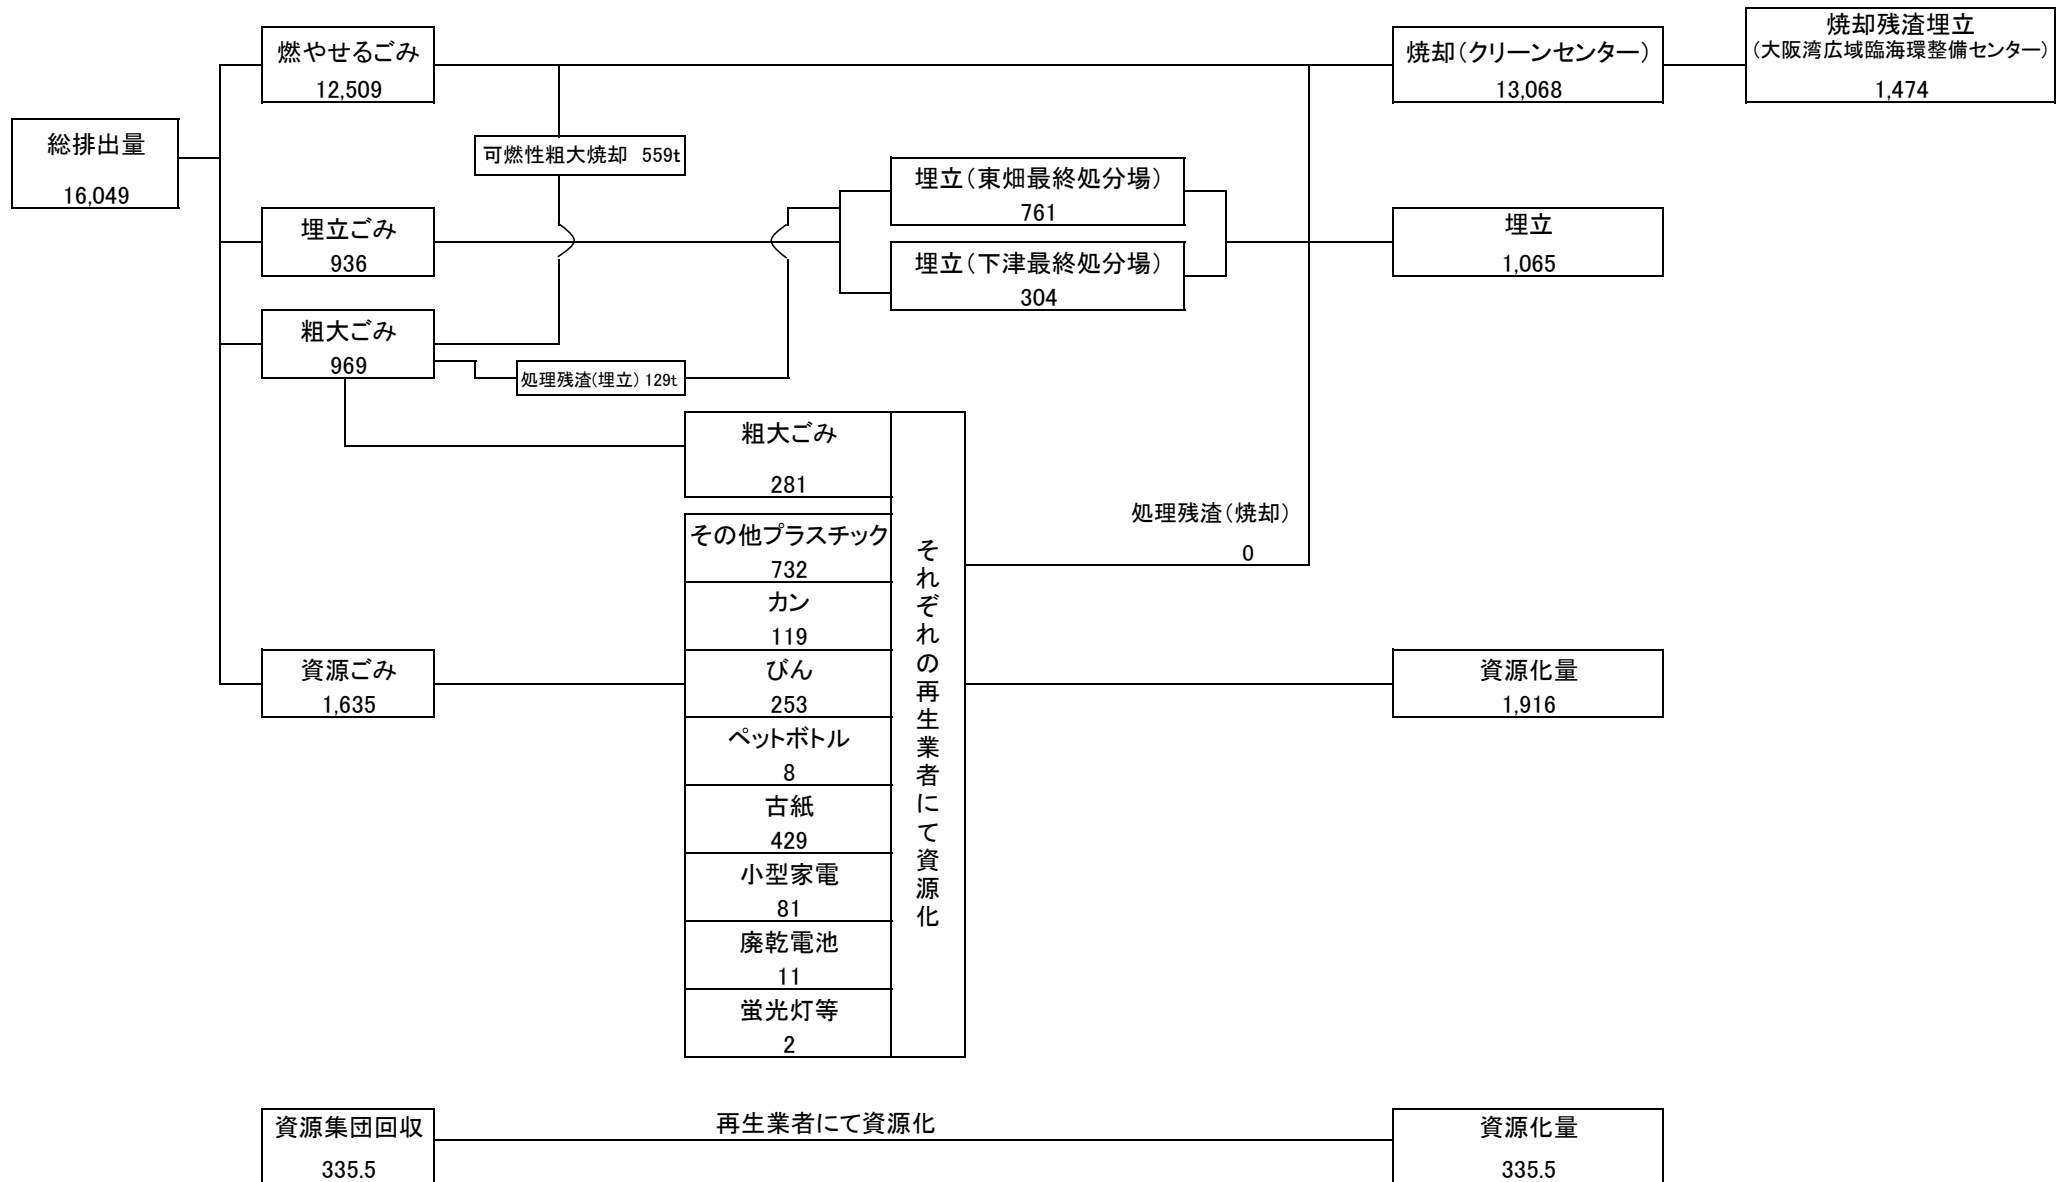 焼却残渣埋立
(大阪湾広域臨海環整備センター)
1,474
燃やせるごみ
12,509
焼却(クリーンセンター)
13,068
総排出量
16,049
可燃性粗大焼却 559t
埋立(東畑最終処分場)
761
埋立ごみ
936
埋立
1,065
埋立(下津最終処分場)
304
粗大ごみ
969
処理残渣(埋立) 129t
粗大ごみ
281
処理残渣(焼却)
0
その他プラスチック
732
カン
119
びん
253
ペットボトル
8
古紙
429
小型家電
81
廃乾電池
11
蛍光灯等
2
それぞれの再生業者にて資源化
資源ごみ
1,635
資源化量
1,916
資源集団回収
335.5
再生業者にて資源化
資源化量
335.5